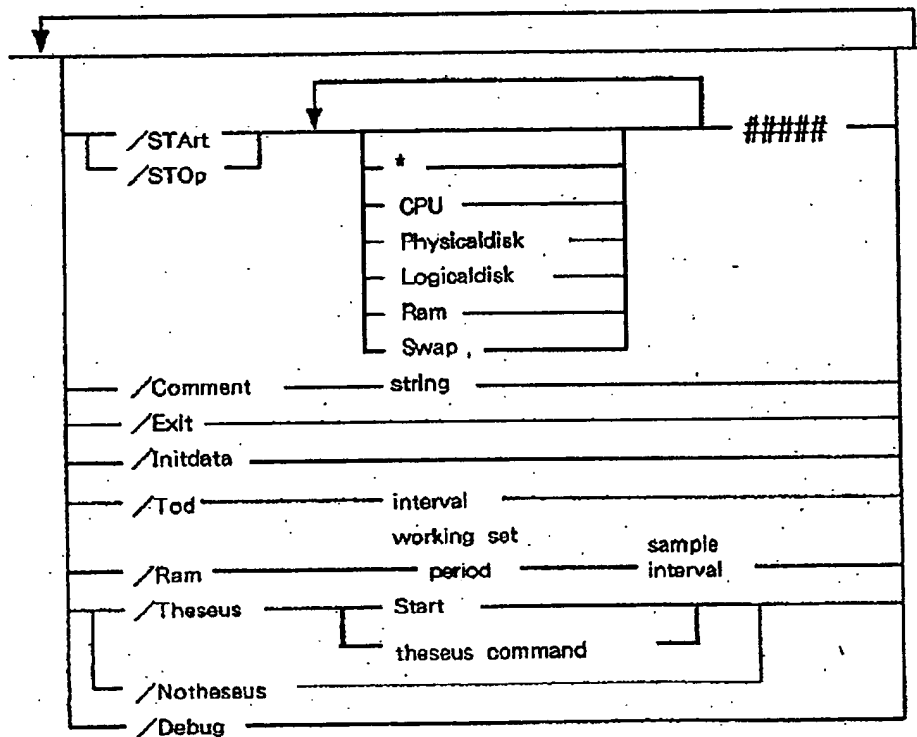 /STArt #####
/STOp
*
CPU
Physicaldisk
Logicaldisk
Ram
Swap
/Comment string
/Exit
/Initdata
/Tod interval
working set sample
/Ram period interval
/Theseus Start
theseus command
/Notheseus
/Debug